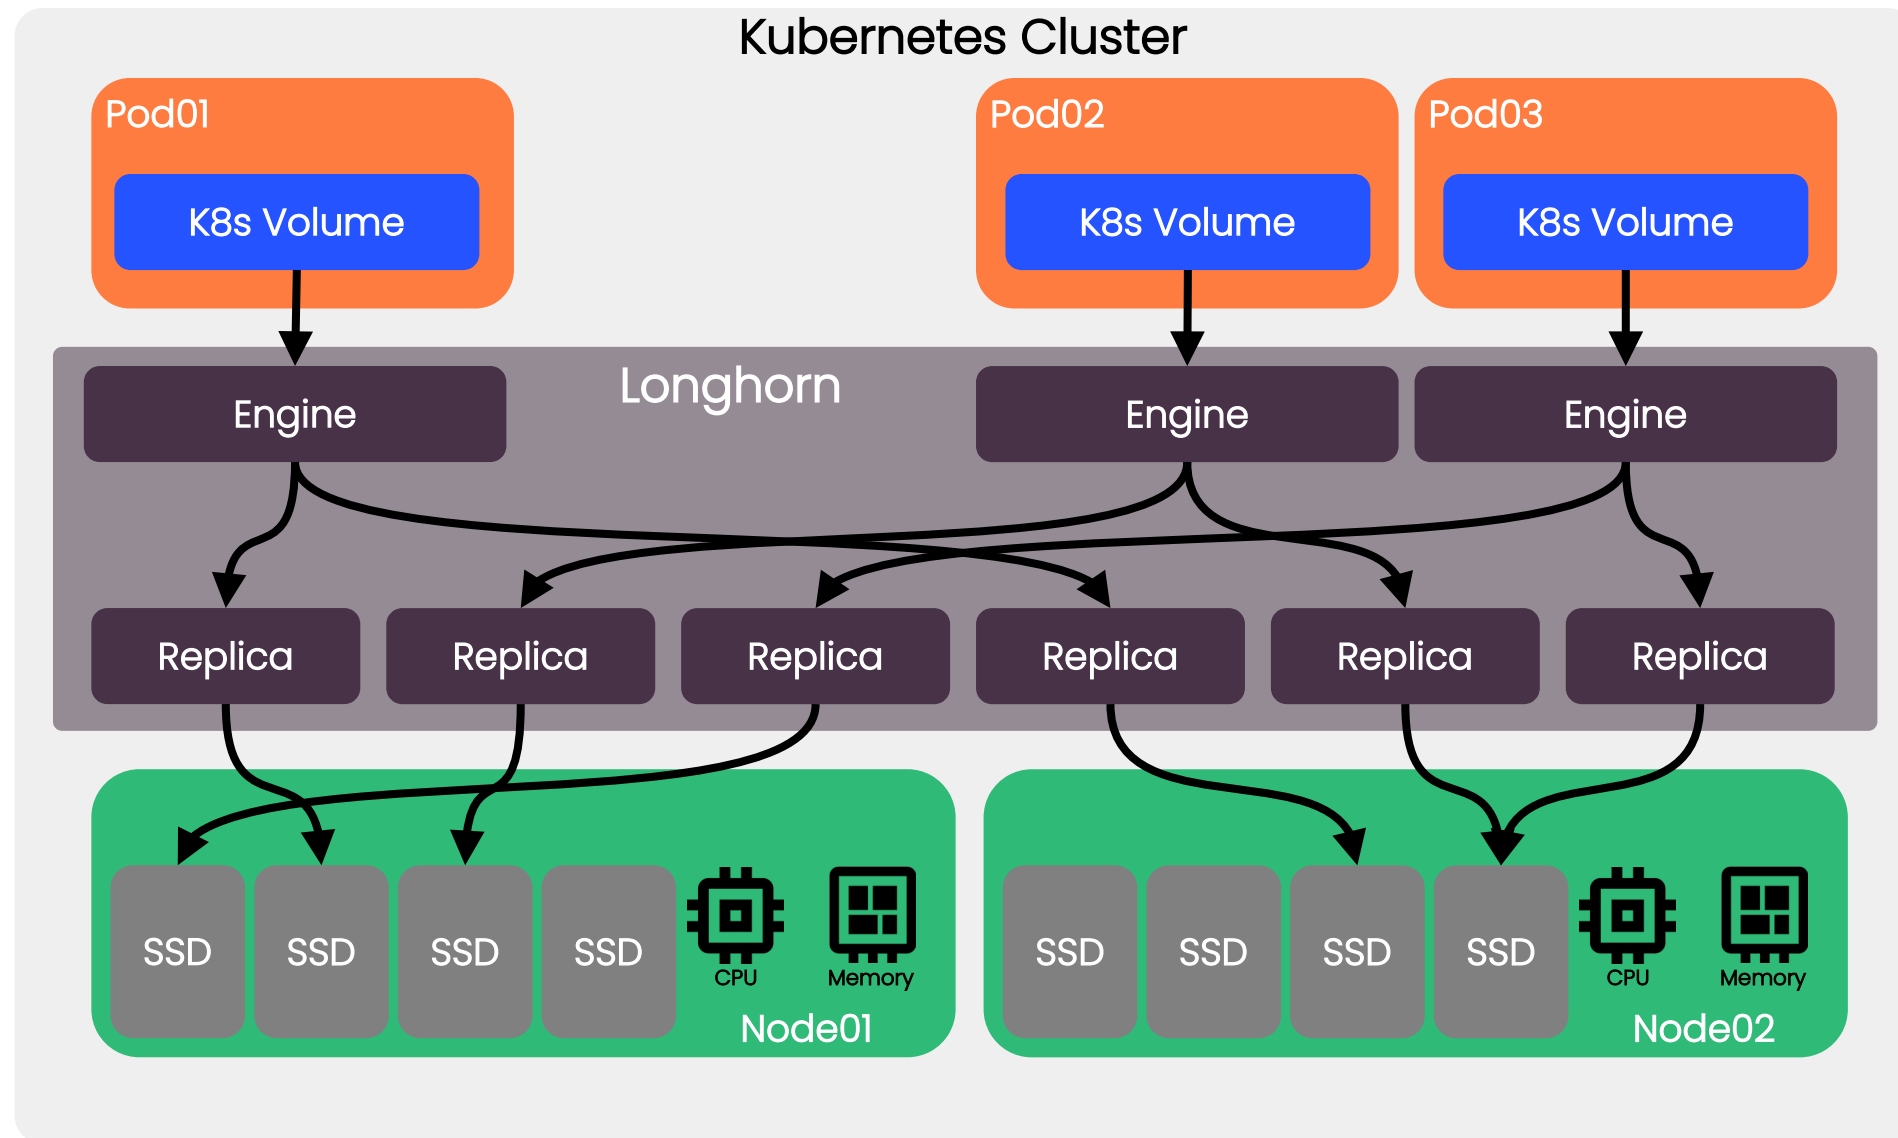 Kubernetes Cluster
Pod01
Pod02
Pod03
K8s Volume
K8s Volume
K8s Volume
Longhorn
Engine
Engine
Engine
Replica
Replica
Replica
Replica
Replica
Replica
SSD
SSD
SSD
SSD
CPU
Memory
Node01
SSD
SSD
SSD
SSD
CPU
Memory
Node02